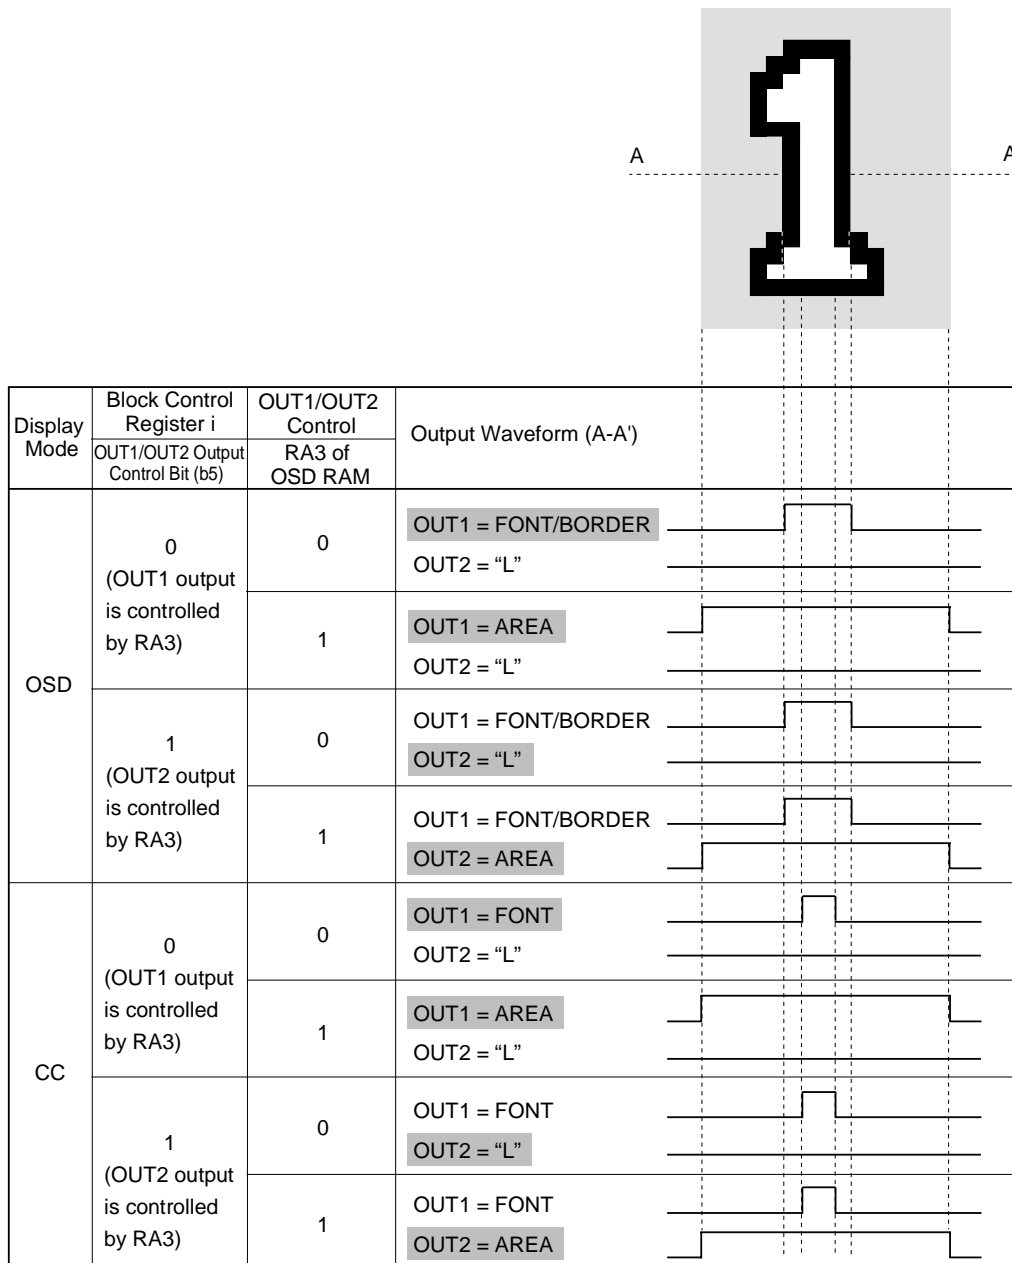 A
A
Display
Mode
Block Control
Register i
OUT1/OUT2 Output
Control Bit (b5)
OUT1/OUT2
Control
RA3 of
OSD RAM
Output Waveform (A-A')
OSD
0
(OUT1 output
is controlled
by RA3)
0
OUT1 = FONT/BORDER
OUT2 = “L”
1
OUT1 = AREA
OUT2 = “L”
1
(OUT2 output
is controlled
by RA3)
0
OUT1 = FONT/BORDER
OUT2 = “L”
1
OUT1 = FONT/BORDER
OUT2 = AREA
CC
0
(OUT1 output
is controlled
by RA3)
0
OUT1 = FONT
OUT2 = “L”
1
OUT1 = AREA
OUT2 = “L”
1
(OUT2 output
is controlled
by RA3)
0
OUT1 = FONT
OUT2 = “L”
1
OUT1 = FONT
OUT2 = AREA